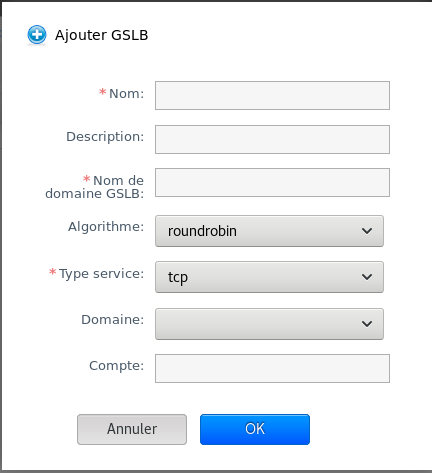 Ajouter GSLB
*Nom:
Description:
*Nom de
domaine GSLB:
Algorithme:
roundrobin
*Type service:
tcp
Domaine:
Compte:
Annuler
OK